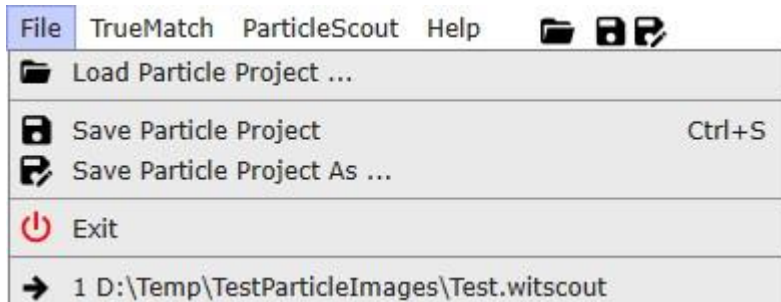 File TrueMatch ParticleScout Help
Load Particle Project ...
Save Particle Project Ctrl+S
Save Particle Project As ...
Exit
1 D:\Temp\TestParticleImages\Test.witscout